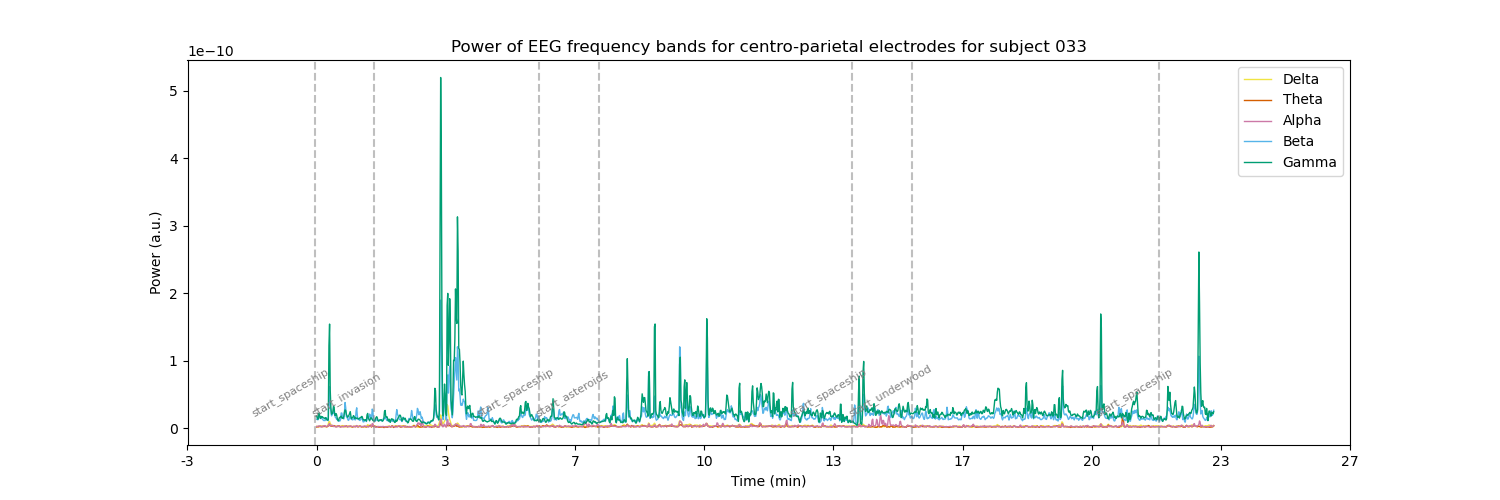 Power of EEG frequency bands for centro-parietal electrodes for subject 033
1e−10
Delta
Theta
Alpha
Beta
Gamma
5
4
3
2
1
0
Power (a.u.)
start_spaceship
start_invasion
start_spaceship
start_asteroids
start_spaceship
start_underwood
start_spaceship
-3
0
3
7
10
13
17
20
23
27
Time (min)